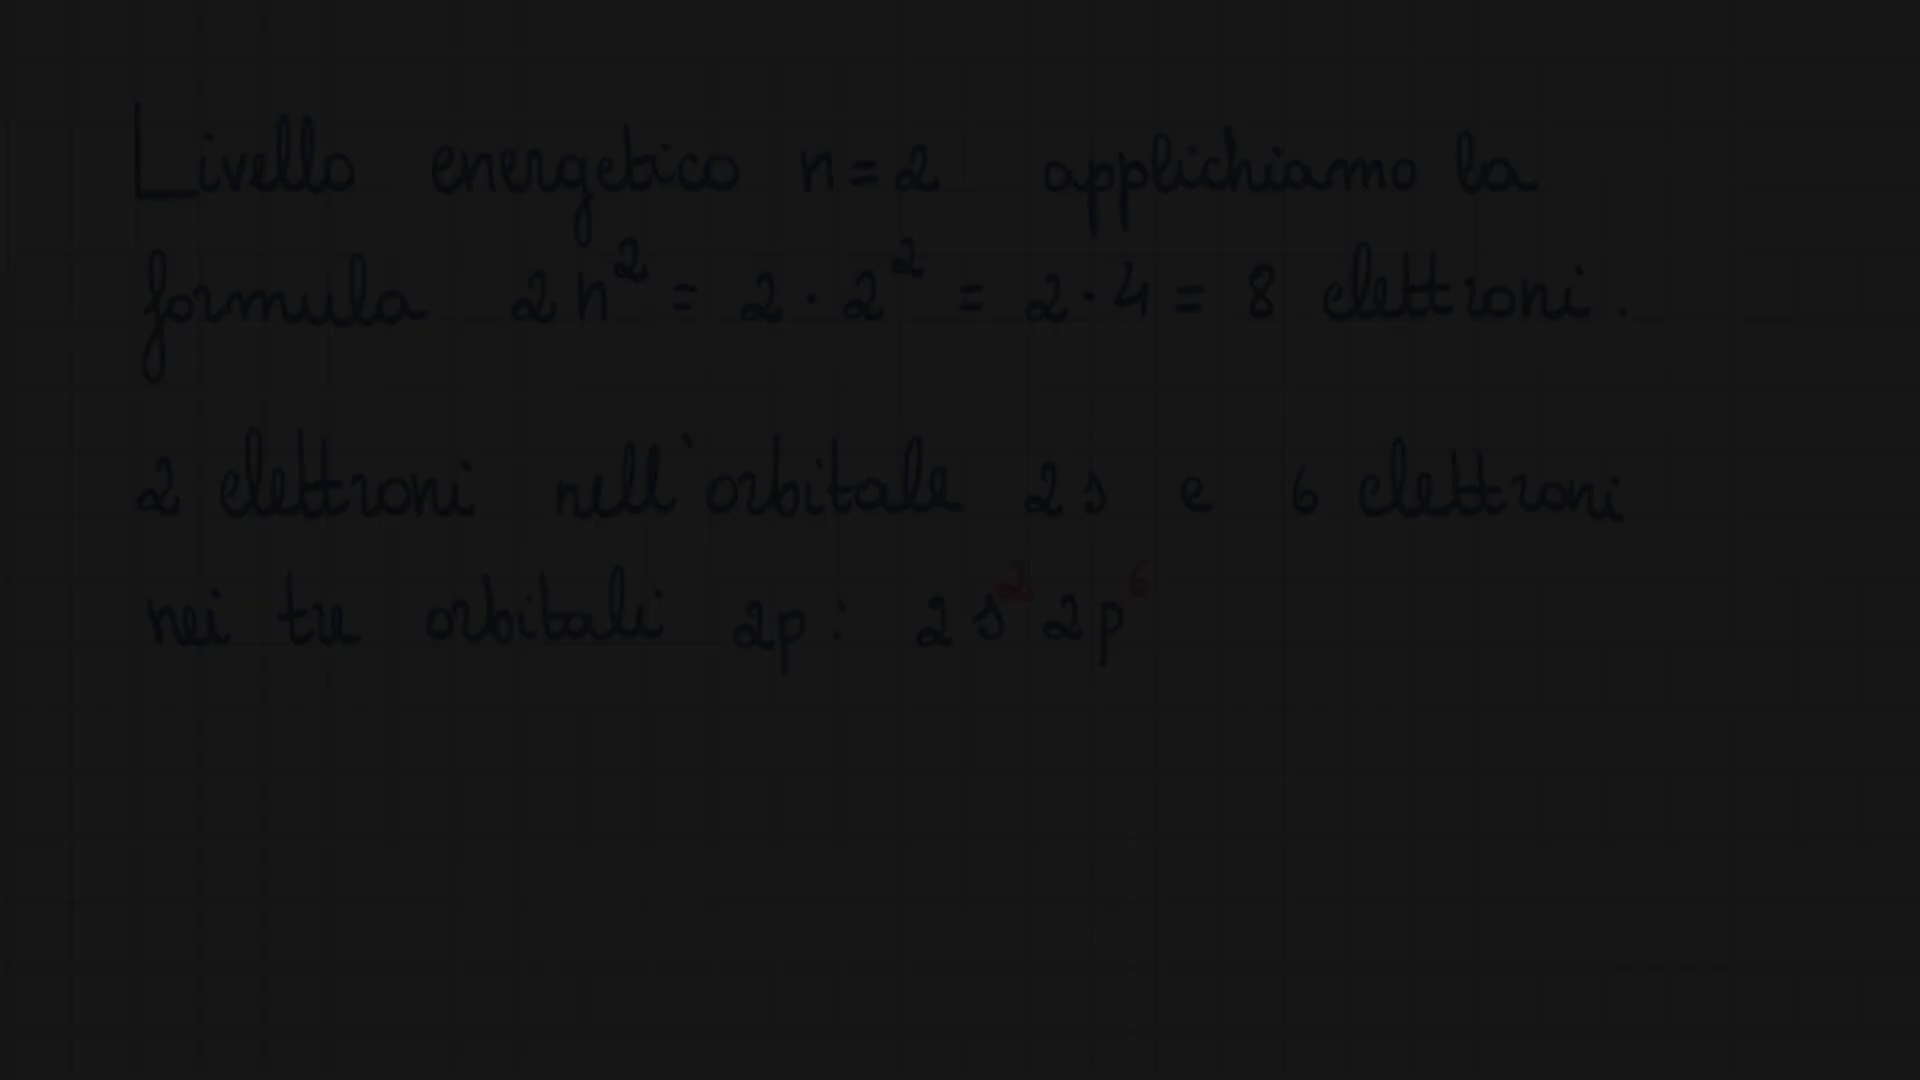 Livello energetico n=2 applichiamo la
formula 2n² = 2·2² = 2·4 = 8 elettroni.
2 elettroni nell'orbitale 2s e 6 elettroni
nei tre orbitali 2p: 2s² 2p⁶